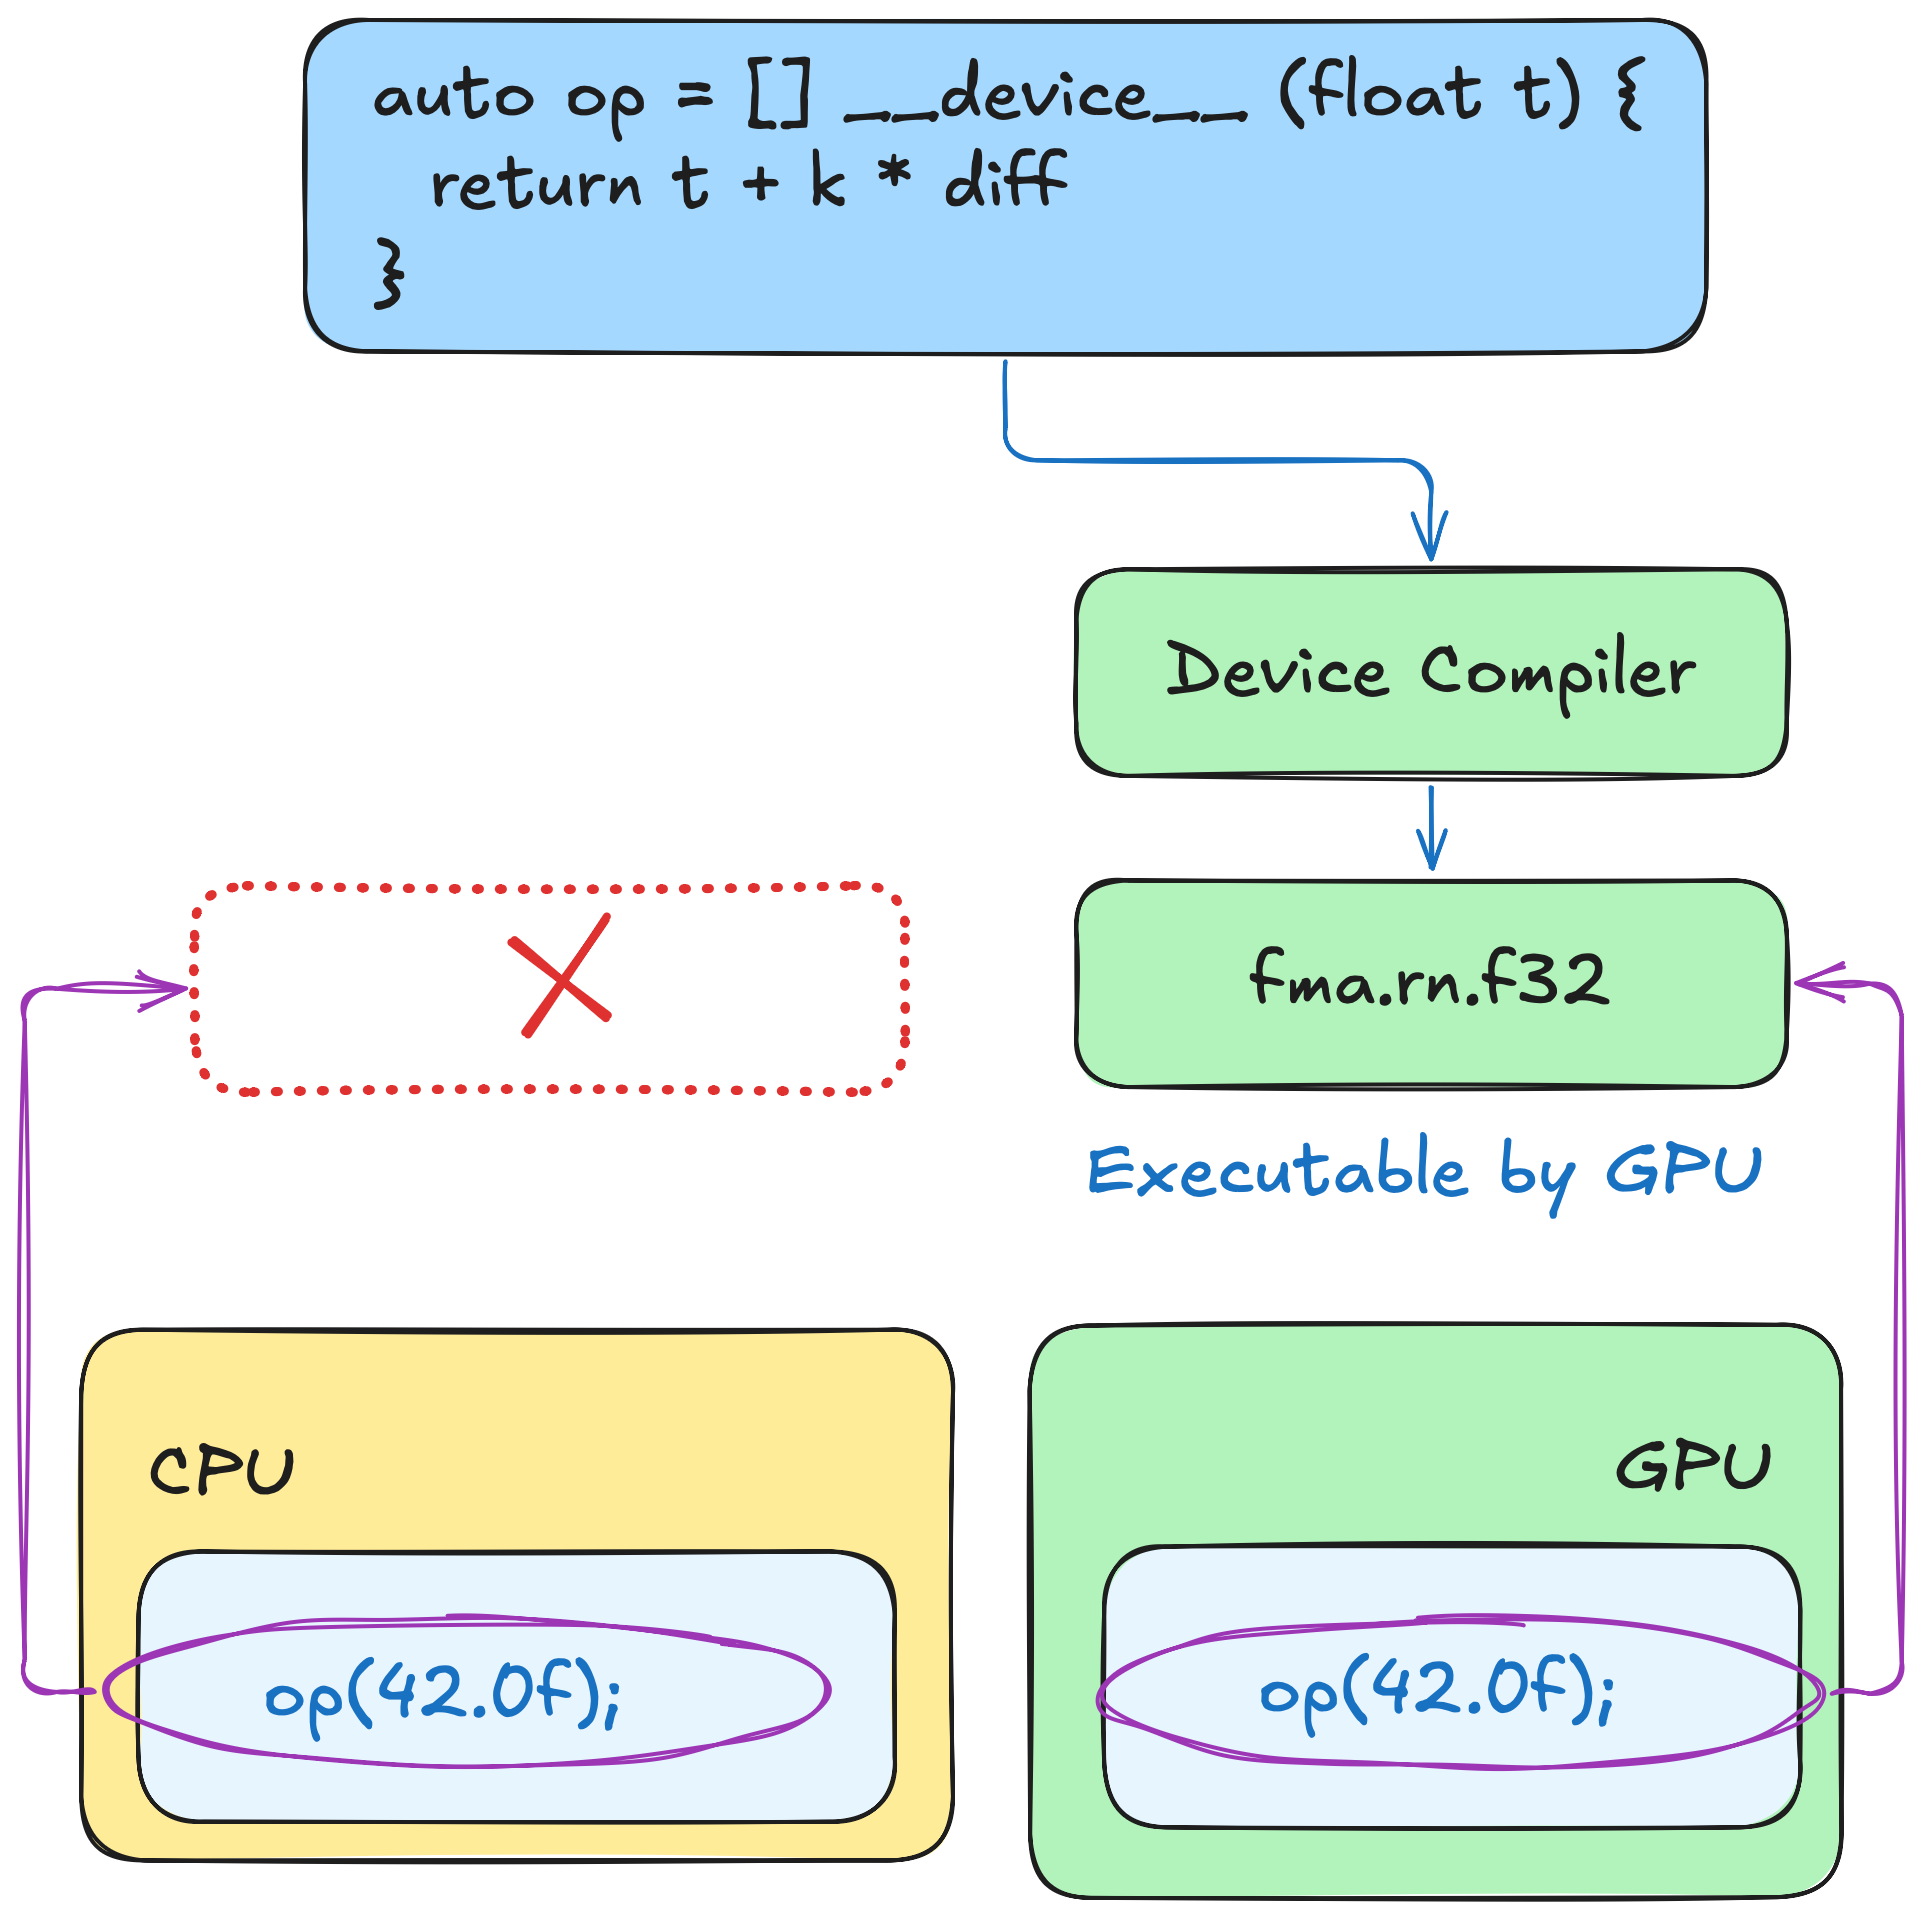 auto op = [] __device__ (float t) {
return t + k * diff
}
Device Compiler
fma.rn.f32
Executable by GPU
CPU
GPU
op(42.0f);
op(42.0f);